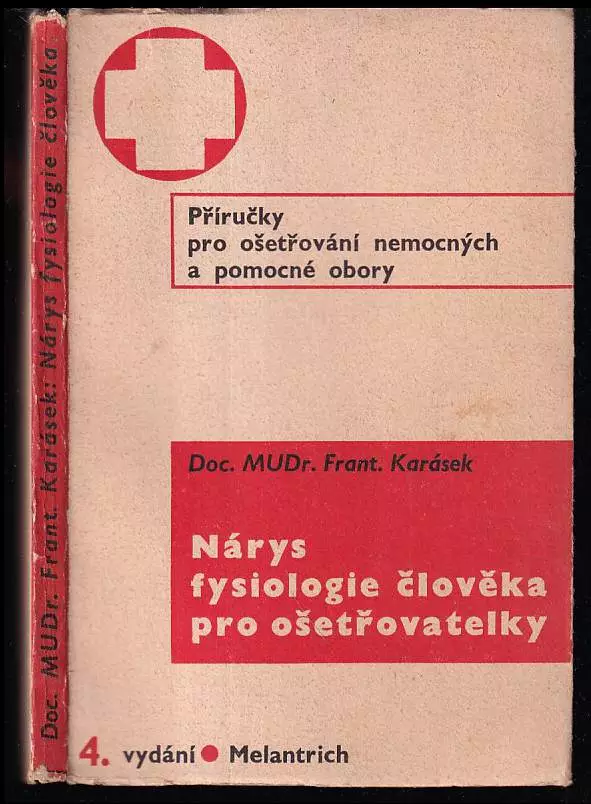 Doc. MUDr. Frant. Karásek: Nárys fysiologie člověka
Příručky
pro ošetřování nemocných
a pomocné obory
Doc. MUDr. Frant. Karásek
Nárys
fysiologie člověka
pro ošetřovatelky
4. vydání ● Melantrich